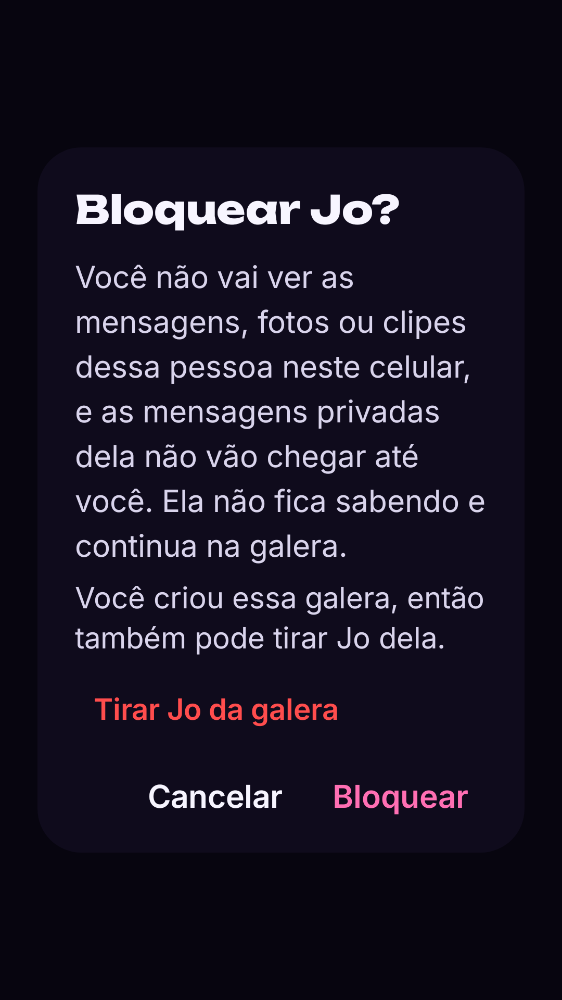 Bloquear Jo?
Você não vai ver as
mensagens, fotos ou clipes
dessa pessoa neste celular,
e as mensagens privadas
dela não vão chegar até
você. Ela não fica sabendo e
continua na galera.
Você criou essa galera, então
também pode tirar Jo dela.
Tirar Jo da galera
Cancelar
Bloquear